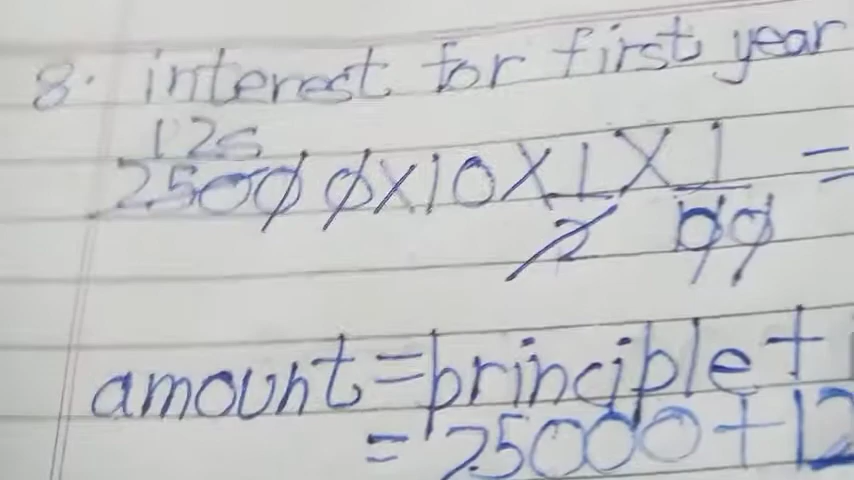 8. interest for first year
125
25000 x 10 x 1 x 1 =
2 100
amount = principle +
= 25000 + 12